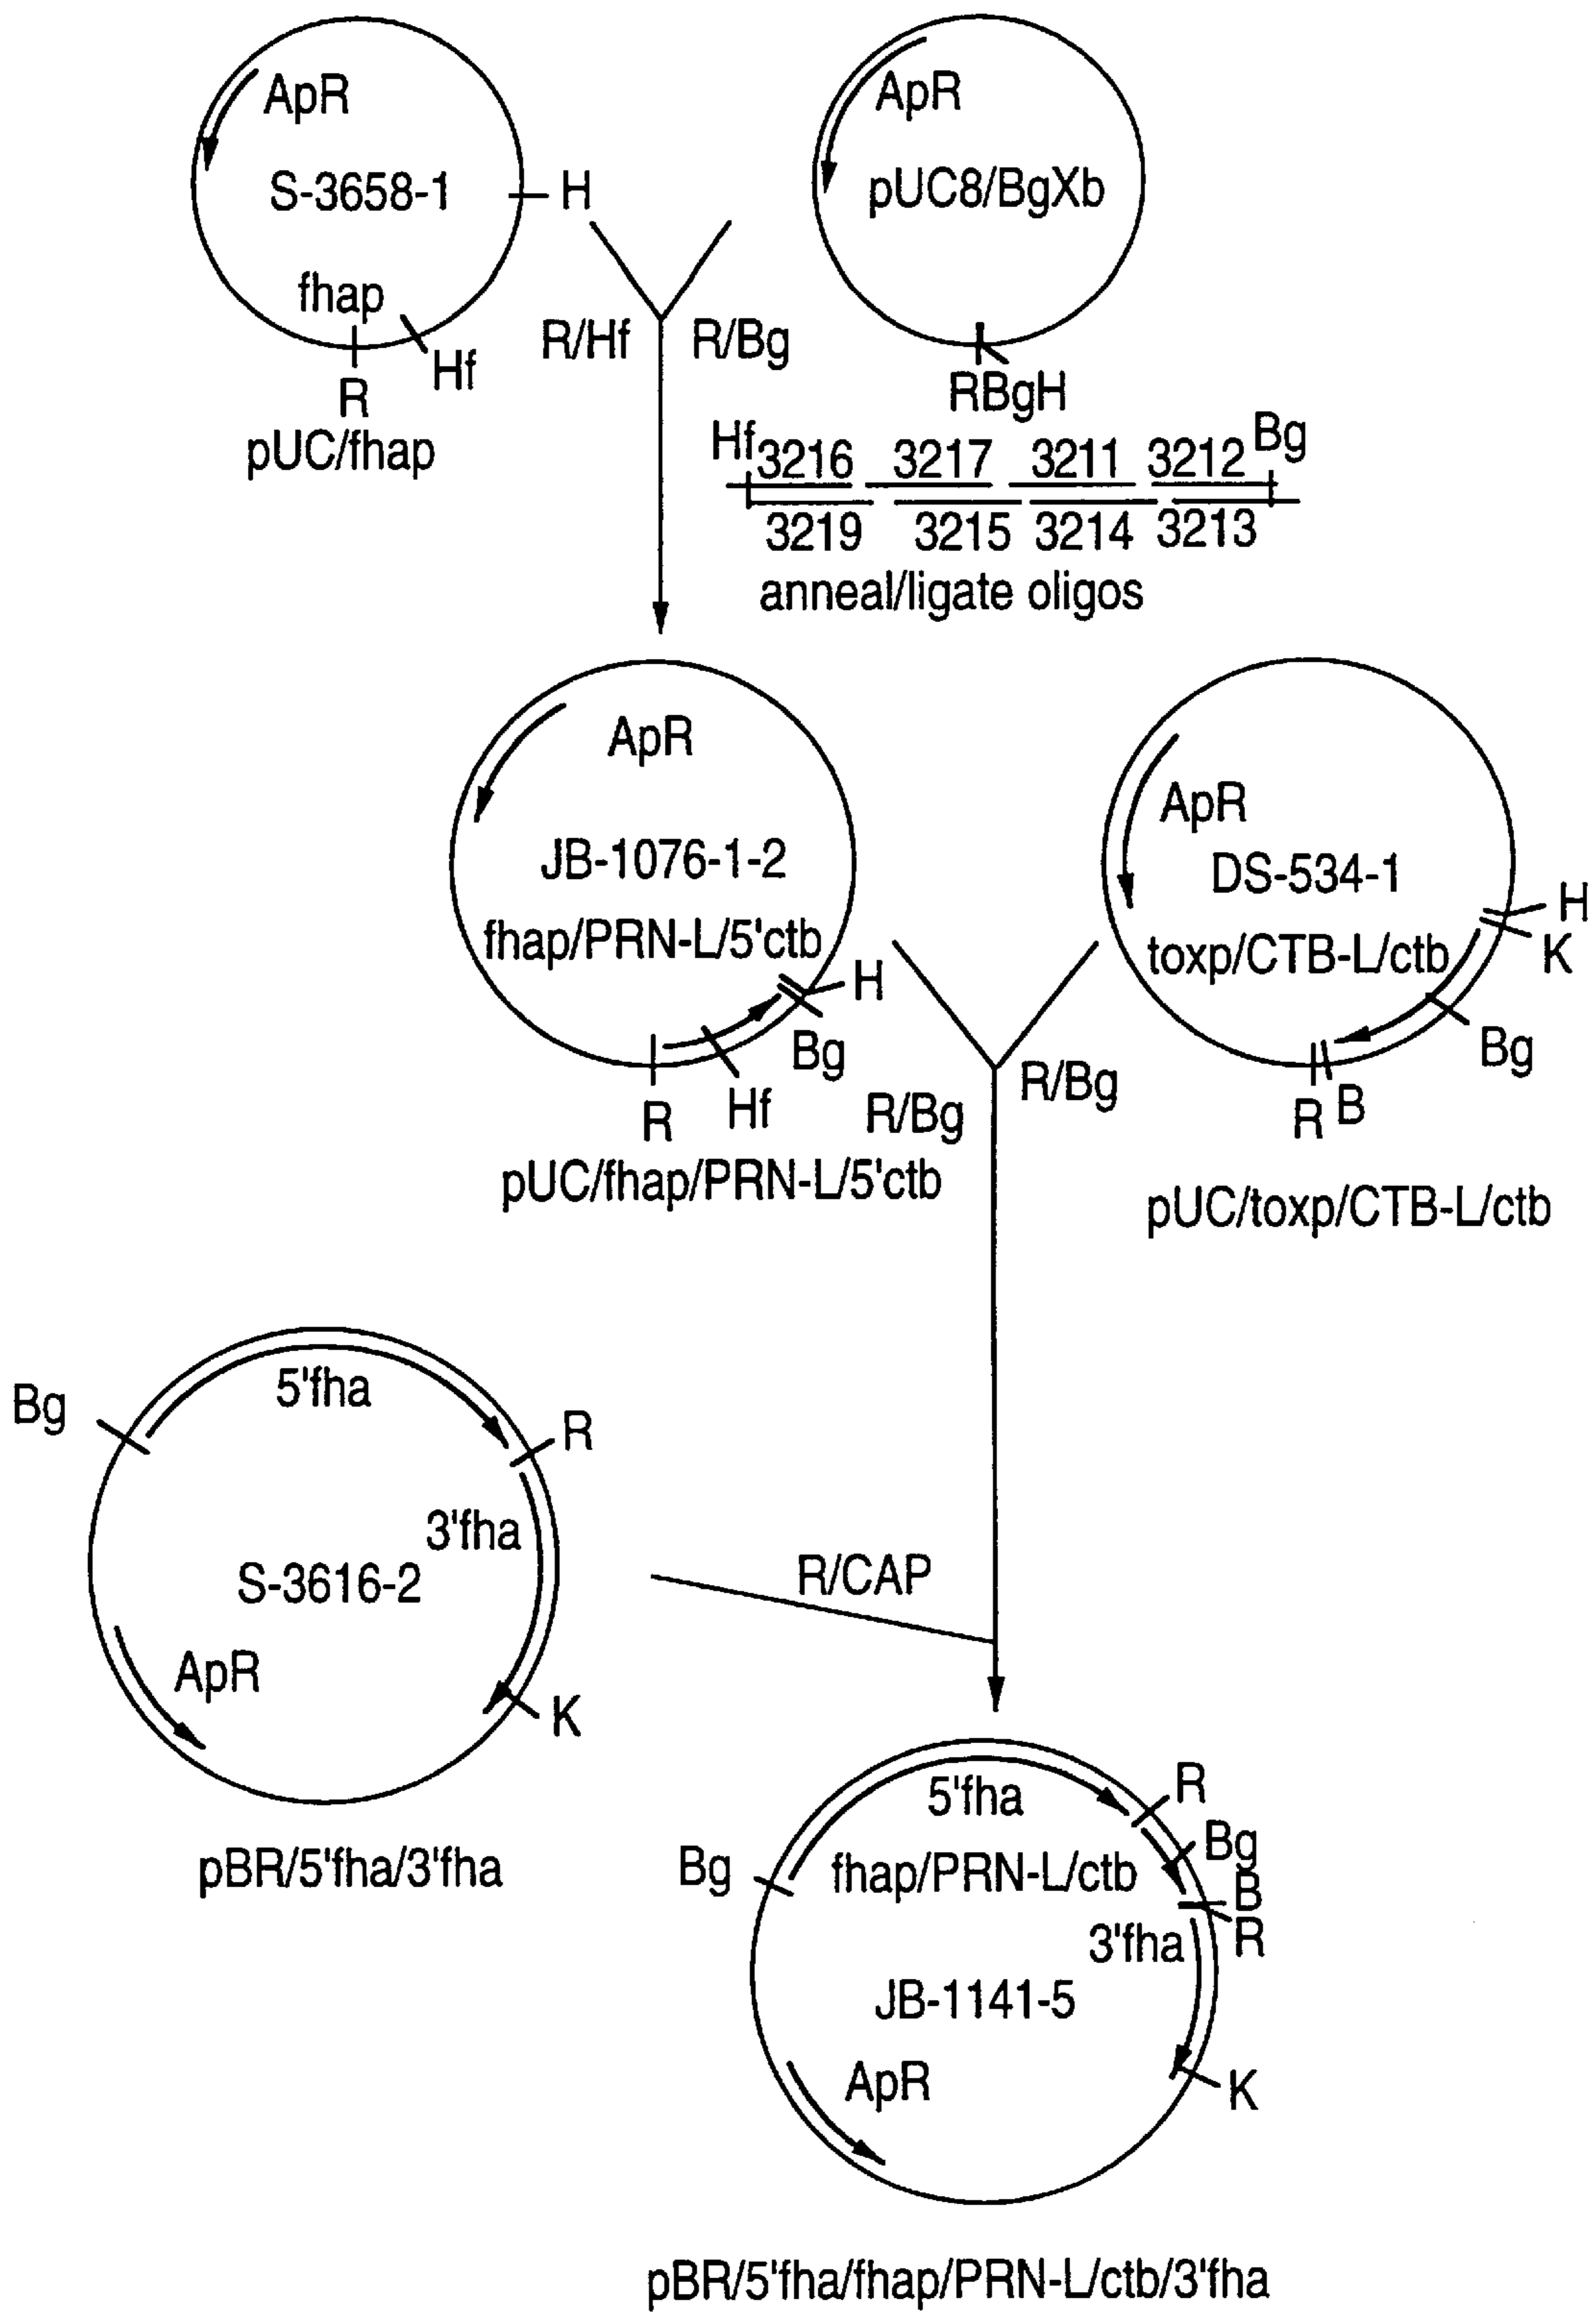 ApR
S-3658-1
H
fhap
R
Hf
pUC/fhap
ApR
pUC8/BgXb
RBgH
R/Hf
R/Bg
Hf 3216 3217 3211 3212 Bg
3219 3215 3214 3213
anneal/ligate oligos
ApR
JB-1076-1-2
fhap/PRN-L/5'ctb
H
Bg
Hf
R
pUC/fhap/PRN-L/5'ctb
ApR
DS-534-1
toxp/CTB-L/ctb
H
K
Bg
R B
pUC/toxp/CTB-L/ctb
R/Bg
R/Bg
Bg
5'fha
R
3'fha
S-3616-2
ApR
K
pBR/5'fha/3'fha
R/CAP
5'fha
R
Bg
Bg
fhap/PRN-L/ctb
B
R
3'fha
JB-1141-5
ApR
K
pBR/5'fha/fhap/PRN-L/ctb/3'fha